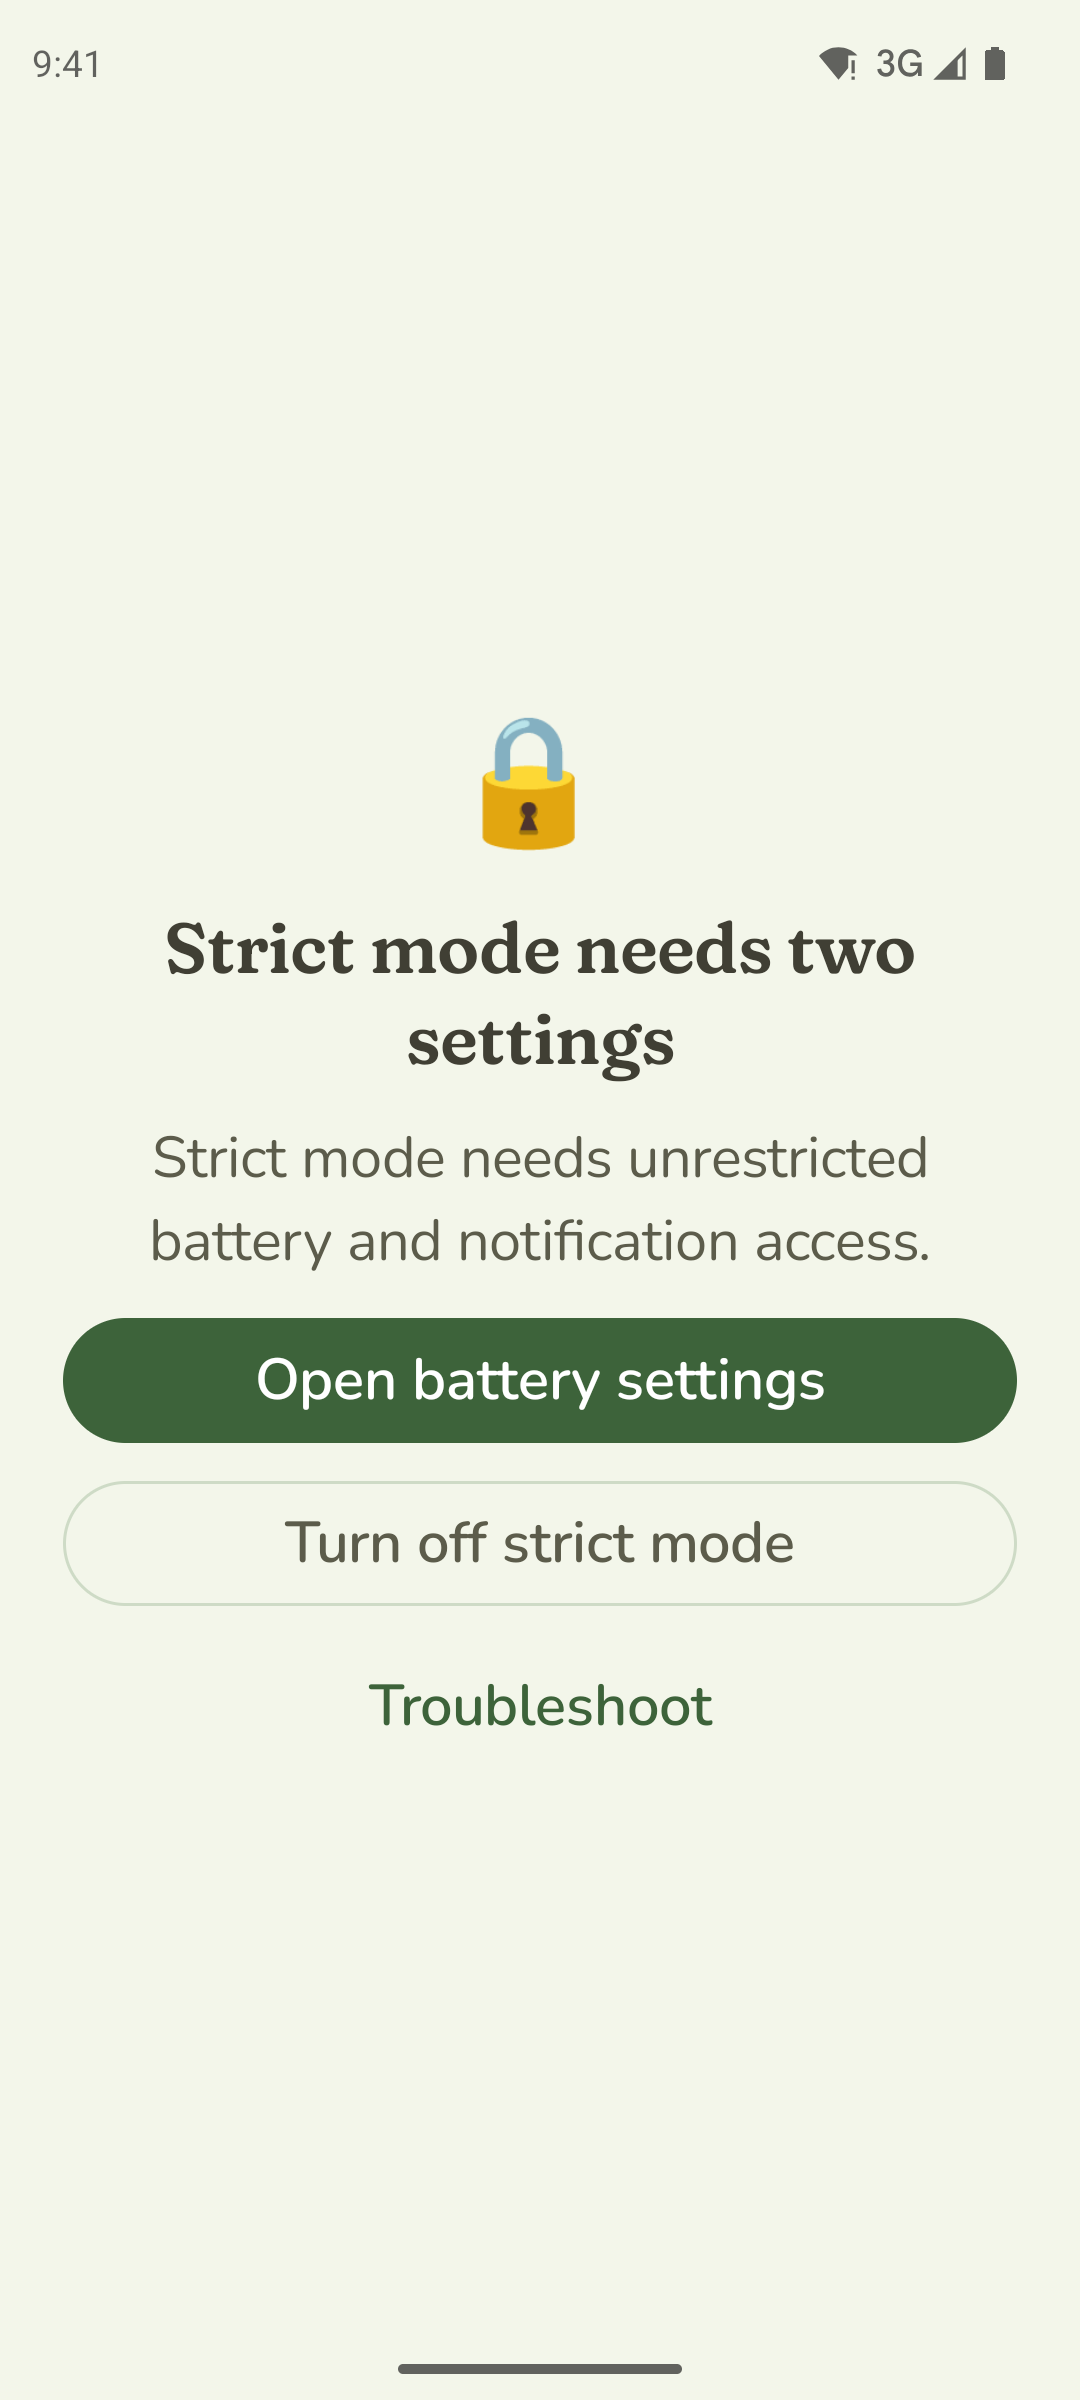 9:41
3G
Strict mode needs two
settings
Strict mode needs unrestricted
battery and notification access.
Open battery settings
Turn off strict mode
Troubleshoot